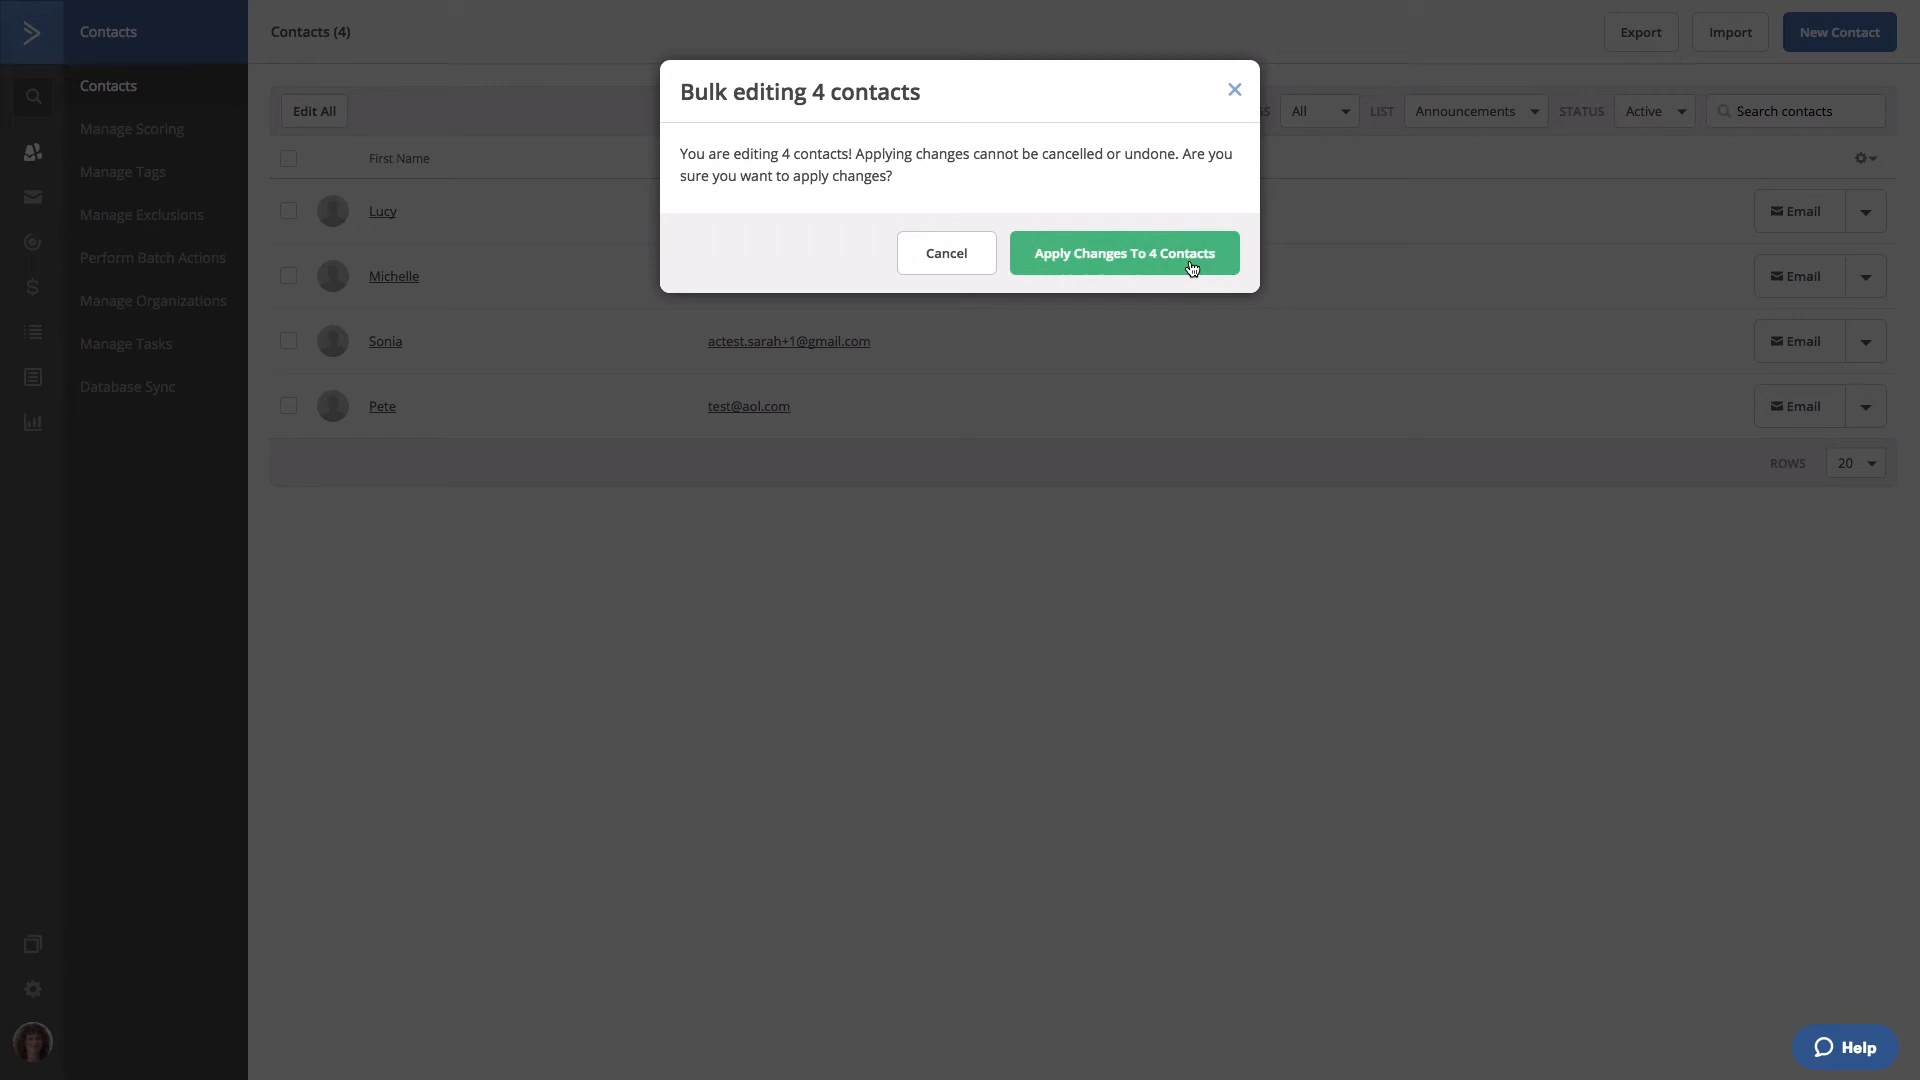 Contacts
Contacts (4)
Export
Import
New Contact
Contacts
Manage Scoring
Manage Tags
Manage Exclusions
Perform Batch Actions
Manage Organizations
Manage Tasks
Database Sync
Bulk editing 4 contacts
You are editing 4 contacts! Applying changes cannot be cancelled or undone. Are you
sure you want to apply changes?
Cancel
Apply Changes To 4 Contacts
Edit All
All
LIST
Announcements
STATUS
Active
Search contacts
First Name
Lucy
Email
Michelle
Email
Sonia
actest.sarah+1@gmail.com
Email
Pete
test@aol.com
Email
ROWS
20
Help